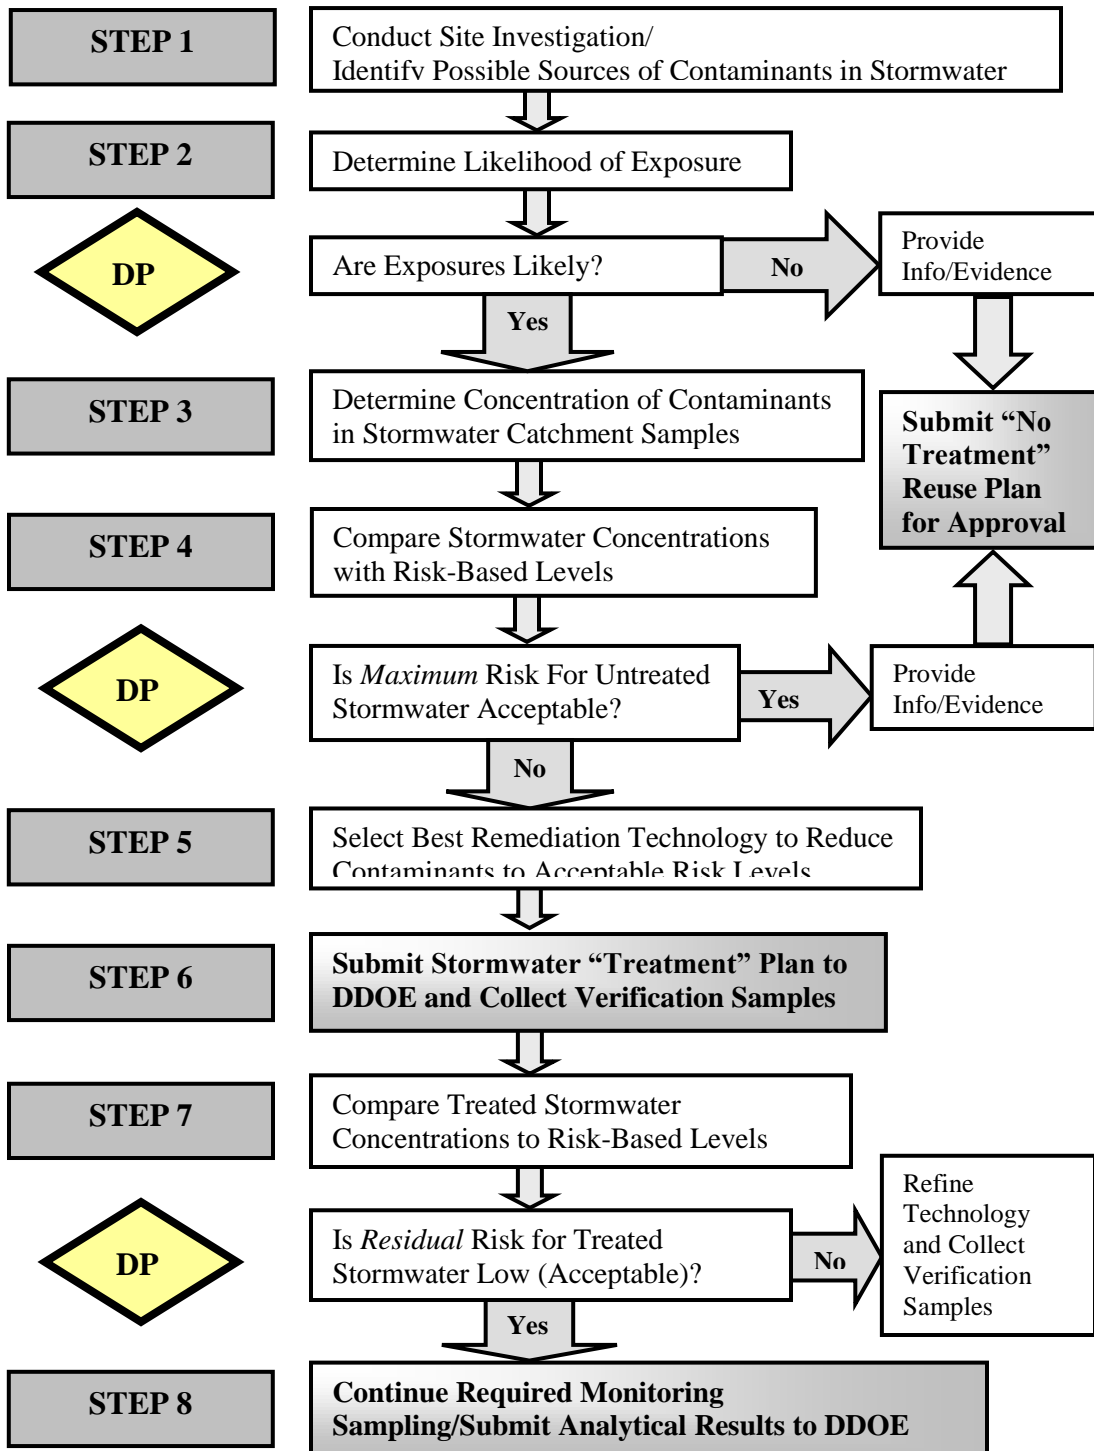 STEP 1
Conduct Site Investigation/
Identify Possible Sources of Contaminants in Stormwater
STEP 2
Determine Likelihood of Exposure
DP
Are Exposures Likely?
No
Provide
Info/Evidence
Yes
STEP 3
Determine Concentration of Contaminants
in Stormwater Catchment Samples
Submit “No
Treatment”
Reuse Plan
for Approval
STEP 4
Compare Stormwater Concentrations
with Risk-Based Levels
DP
Is Maximum Risk For Untreated
Stormwater Acceptable?
Yes
Provide
Info/Evidence
No
STEP 5
Select Best Remediation Technology to Reduce
Contaminants to Acceptable Risk Levels
STEP 6
Submit Stormwater “Treatment” Plan to
DDOE and Collect Verification Samples
STEP 7
Compare Treated Stormwater
Concentrations to Risk-Based Levels
DP
Is Residual Risk for Treated
Stormwater Low (Acceptable)?
No
Refine
Technology
and Collect
Verification
Samples
Yes
STEP 8
Continue Required Monitoring
Sampling/Submit Analytical Results to DDOE